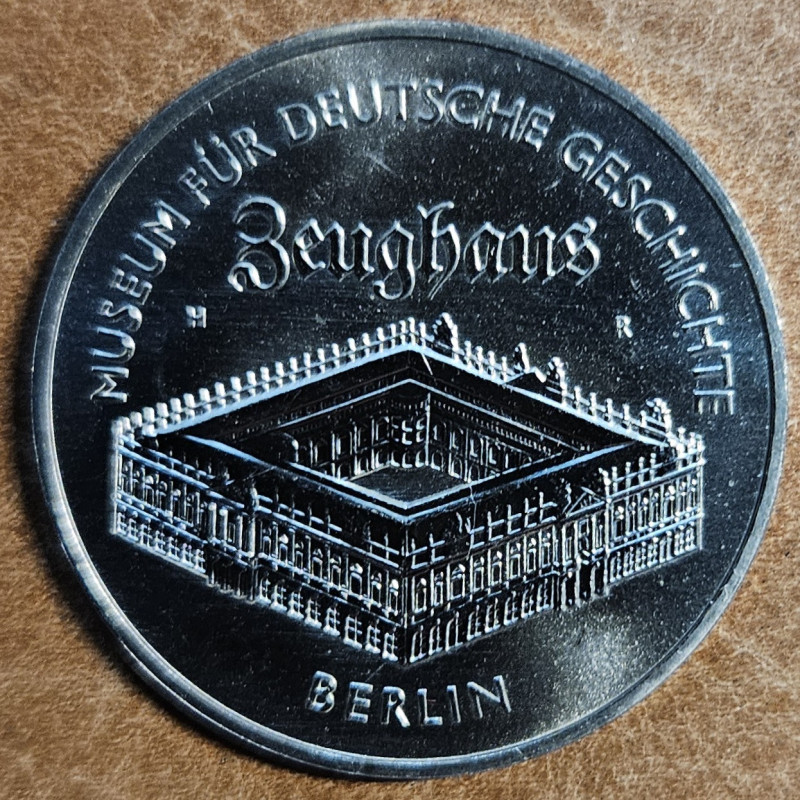 MUSEUM FÜR DEUTSCHE GESCHICHTE
Zeughaus
H R
BERLIN